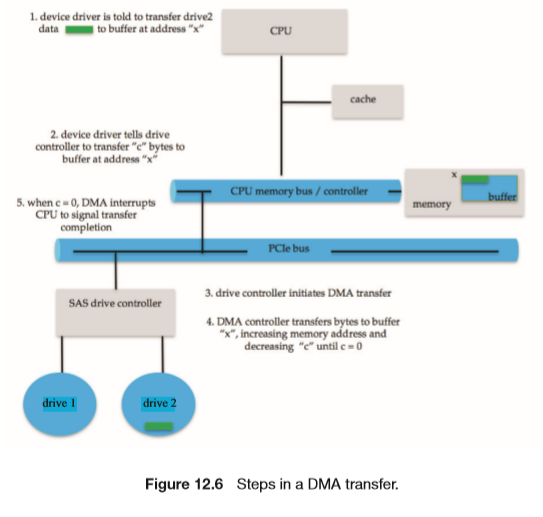 1. device driver is told to transfer drive2
data to buffer at address "x"
CPU
cache
2. device driver tells drive
controller to transfer "c" bytes to
buffer at address "x"
5. when c = 0, DMA interrupts
CPU to signal transfer
completion
CPU memory bus / controller
x
buffer
memory
PCIe bus
SAS drive controller
3. drive controller initiates DMA transfer
4. DMA controller transfers bytes to buffer
"x", increasing memory address and
decreasing "c" until c = 0
drive 1
drive 2
Figure 12.6 Steps in a DMA transfer.